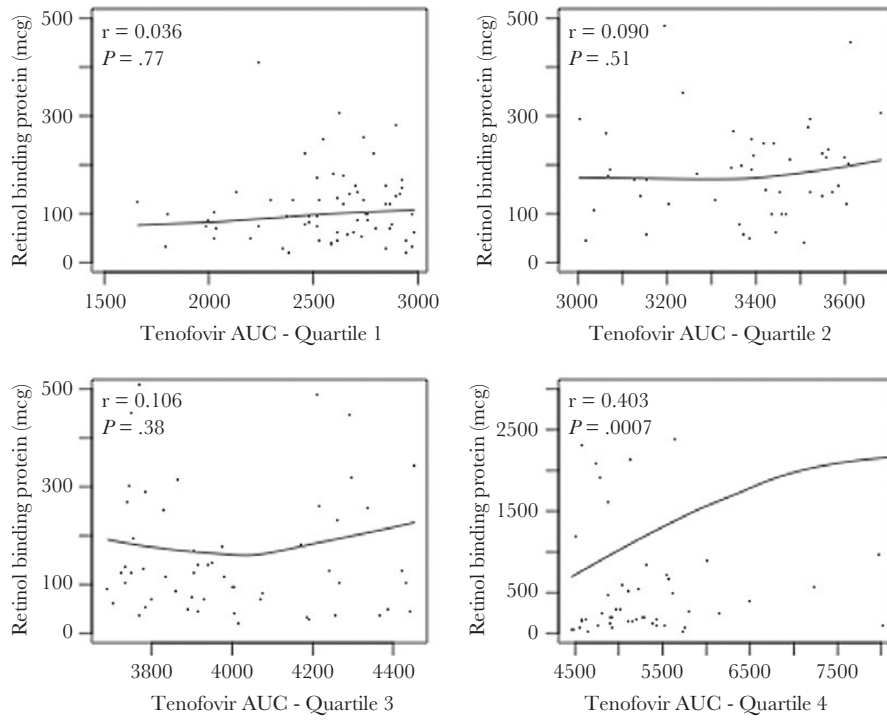 500
300
100
0
r = 0.036
P = .77
Retinol binding protein (mcg)
1500
2000
2500
3000
Tenofovir AUC - Quartile 1
500
300
100
0
r = 0.090
P = .51
Retinol binding protein (mcg)
3000
3200
3400
3600
Tenofovir AUC - Quartile 2
500
300
100
0
r = 0.106
P = .38
Retinol binding protein (mcg)
3800
4000
4200
4400
Tenofovir AUC - Quartile 3
2500
1500
500
0
r = 0.403
P = .0007
Retinol binding protein (mcg)
4500
5500
6500
7500
Tenofovir AUC - Quartile 4